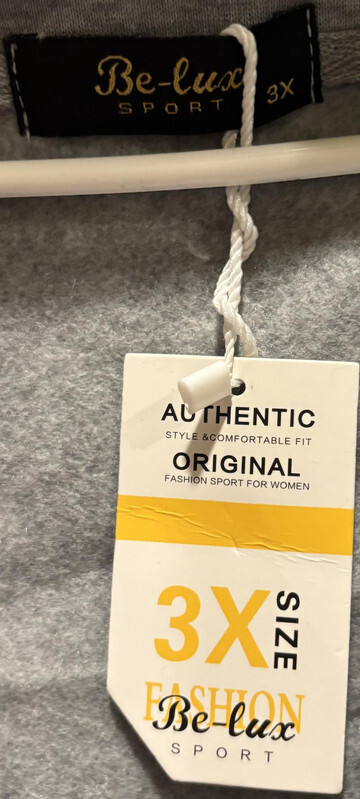 Be-lux
SPORT
3X
AUTHENTIC
STYLE &COMFORTABLE FIT
ORIGINAL
FASHION SPORT FOR WOMEN
3X
SIZE
FASHION
Be-lux
SPORT